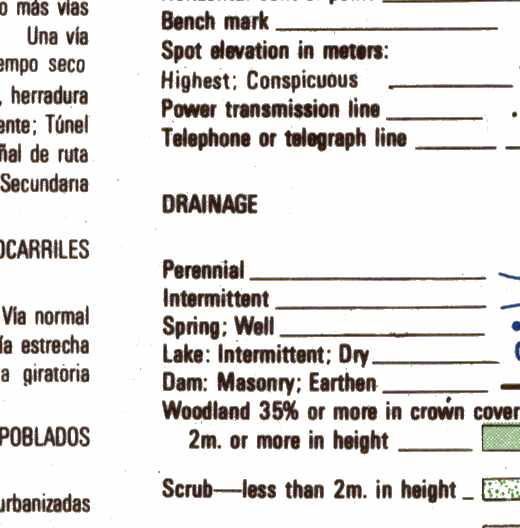 o más vías
Una vía
empo seco
, herradura
ente; Túnel
ñal de ruta
Secundaria
OCARRILES
Vía normal
ía estrecha
a giratoria
POBLADOS
urbanizadas
Bench mark
Spot elevation in meters:
Highest; Conspicuous
Power transmission line
Telephone or telegraph line
DRAINAGE
Perennial
Intermittent
Spring; Well
Lake: Intermittent; Dry
Dam: Masonry; Earthen
Woodland 35% or more in crown cover
2m. or more in height
Scrub—less than 2m. in height